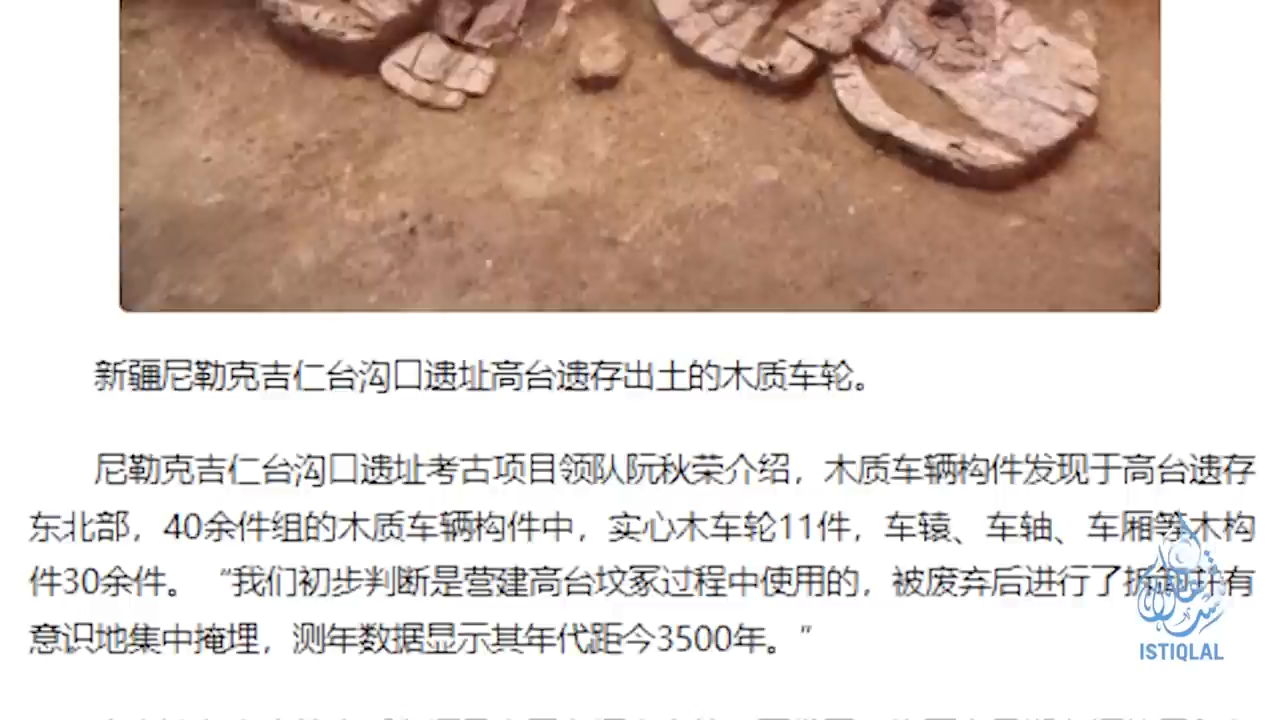 新疆尼勒克吉仁台沟口遗址高台遗存出土的木质车轮。
尼勒克吉仁台沟口遗址考古项目领队阮秋荣介绍，木质车辆构件发现于高台遗存
东北部，40余件组的木质车辆构件中，实心木车轮11件，车辕、车轴、车厢等木构
件30余件。“我们初步判断是营建高台坟冢过程中使用的，被废弃后进行了拆卸并有
意识地集中掩埋，测年数据显示其年代距今3500年。”
ISTIQLAL